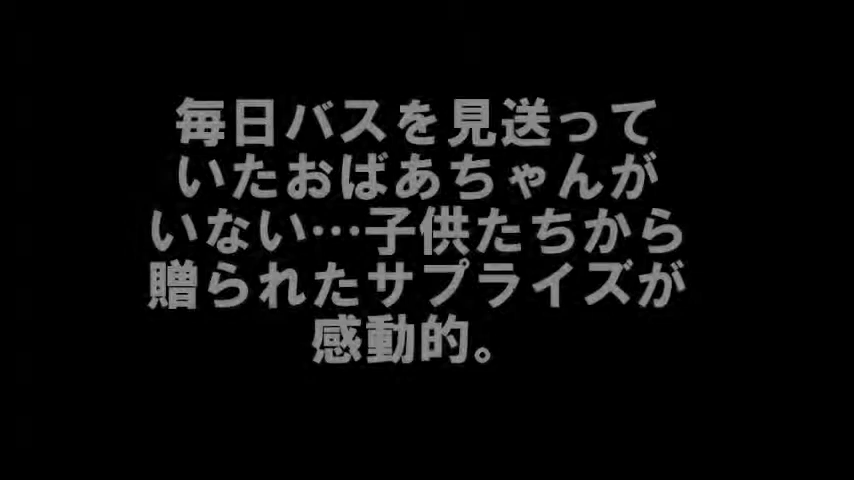 毎日バスを見送って
いたおばあちゃんが
いない…子供たちから
贈られたサプライズが
感動的。